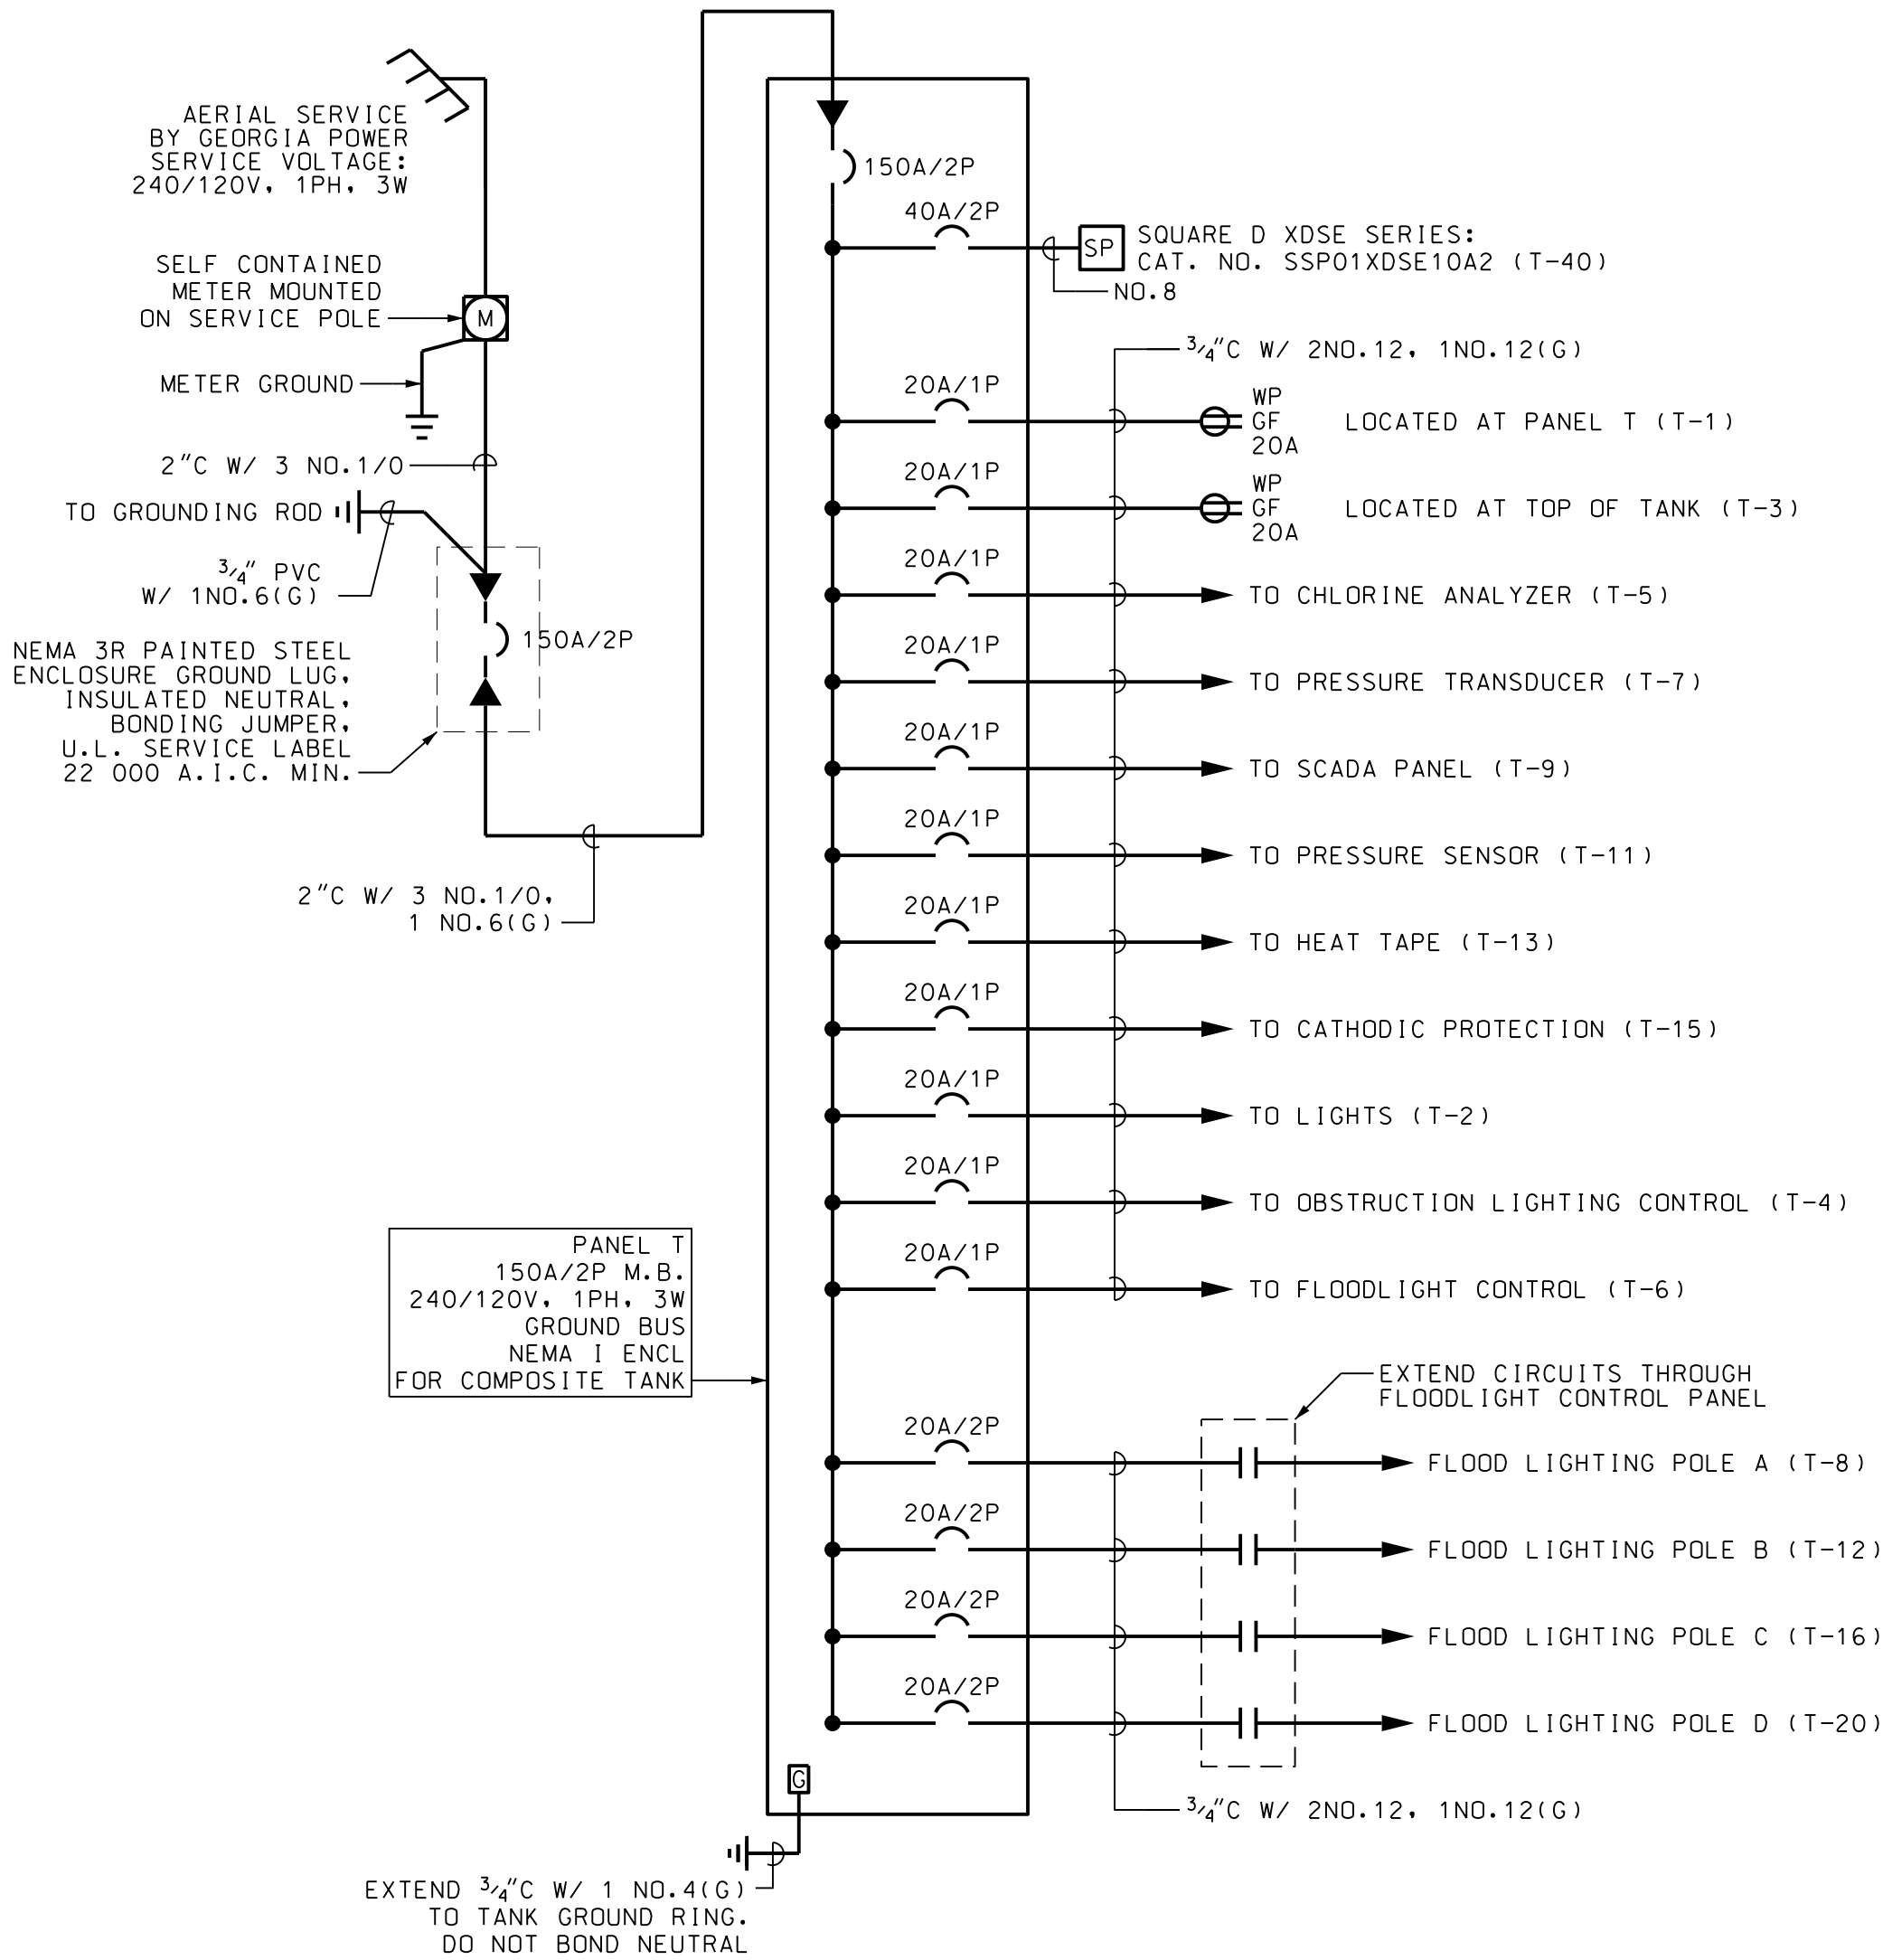 AERIAL SERVICE
BY GEORGIA POWER
SERVICE VOLTAGE:
240/120V, 1PH, 3W
SELF CONTAINED
METER MOUNTED
ON SERVICE POLE
M
METER GROUND
2"C W/ 3 NO.1/0
TO GROUNDING ROD
3/4" PVC
W/ 1NO.6(G)
150A/2P
NEMA 3R PAINTED STEEL
ENCLOSURE GROUND LUG,
INSULATED NEUTRAL,
BONDING JUMPER,
U.L. SERVICE LABEL
22 000 A.I.C. MIN.
2"C W/ 3 NO.1/0,
1 NO.6(G)
PANEL T
150A/2P M.B.
240/120V, 1PH, 3W
GROUND BUS
NEMA I ENCL
FOR COMPOSITE TANK
150A/2P
40A/2P
SP
SQUARE D XDSE SERIES:
CAT. NO. SSP01XDSE10A2 (T-40)
NO.8
3/4"C W/ 2NO.12, 1NO.12(G)
20A/1P
WP
GF
20A
LOCATED AT PANEL T (T-1)
20A/1P
WP
GF
20A
LOCATED AT TOP OF TANK (T-3)
20A/1P
TO CHLORINE ANALYZER (T-5)
20A/1P
TO PRESSURE TRANSDUCER (T-7)
20A/1P
TO SCADA PANEL (T-9)
20A/1P
TO PRESSURE SENSOR (T-11)
20A/1P
TO HEAT TAPE (T-13)
20A/1P
TO CATHODIC PROTECTION (T-15)
20A/1P
TO LIGHTS (T-2)
20A/1P
TO OBSTRUCTION LIGHTING CONTROL (T-4)
20A/1P
TO FLOODLIGHT CONTROL (T-6)
EXTEND CIRCUITS THROUGH
FLOODLIGHT CONTROL PANEL
20A/2P
FLOOD LIGHTING POLE A (T-8)
20A/2P
FLOOD LIGHTING POLE B (T-12)
20A/2P
FLOOD LIGHTING POLE C (T-16)
20A/2P
FLOOD LIGHTING POLE D (T-20)
3/4"C W/ 2NO.12, 1NO.12(G)
G
EXTEND 3/4"C W/ 1 NO.4(G)
TO TANK GROUND RING.
DO NOT BOND NEUTRAL